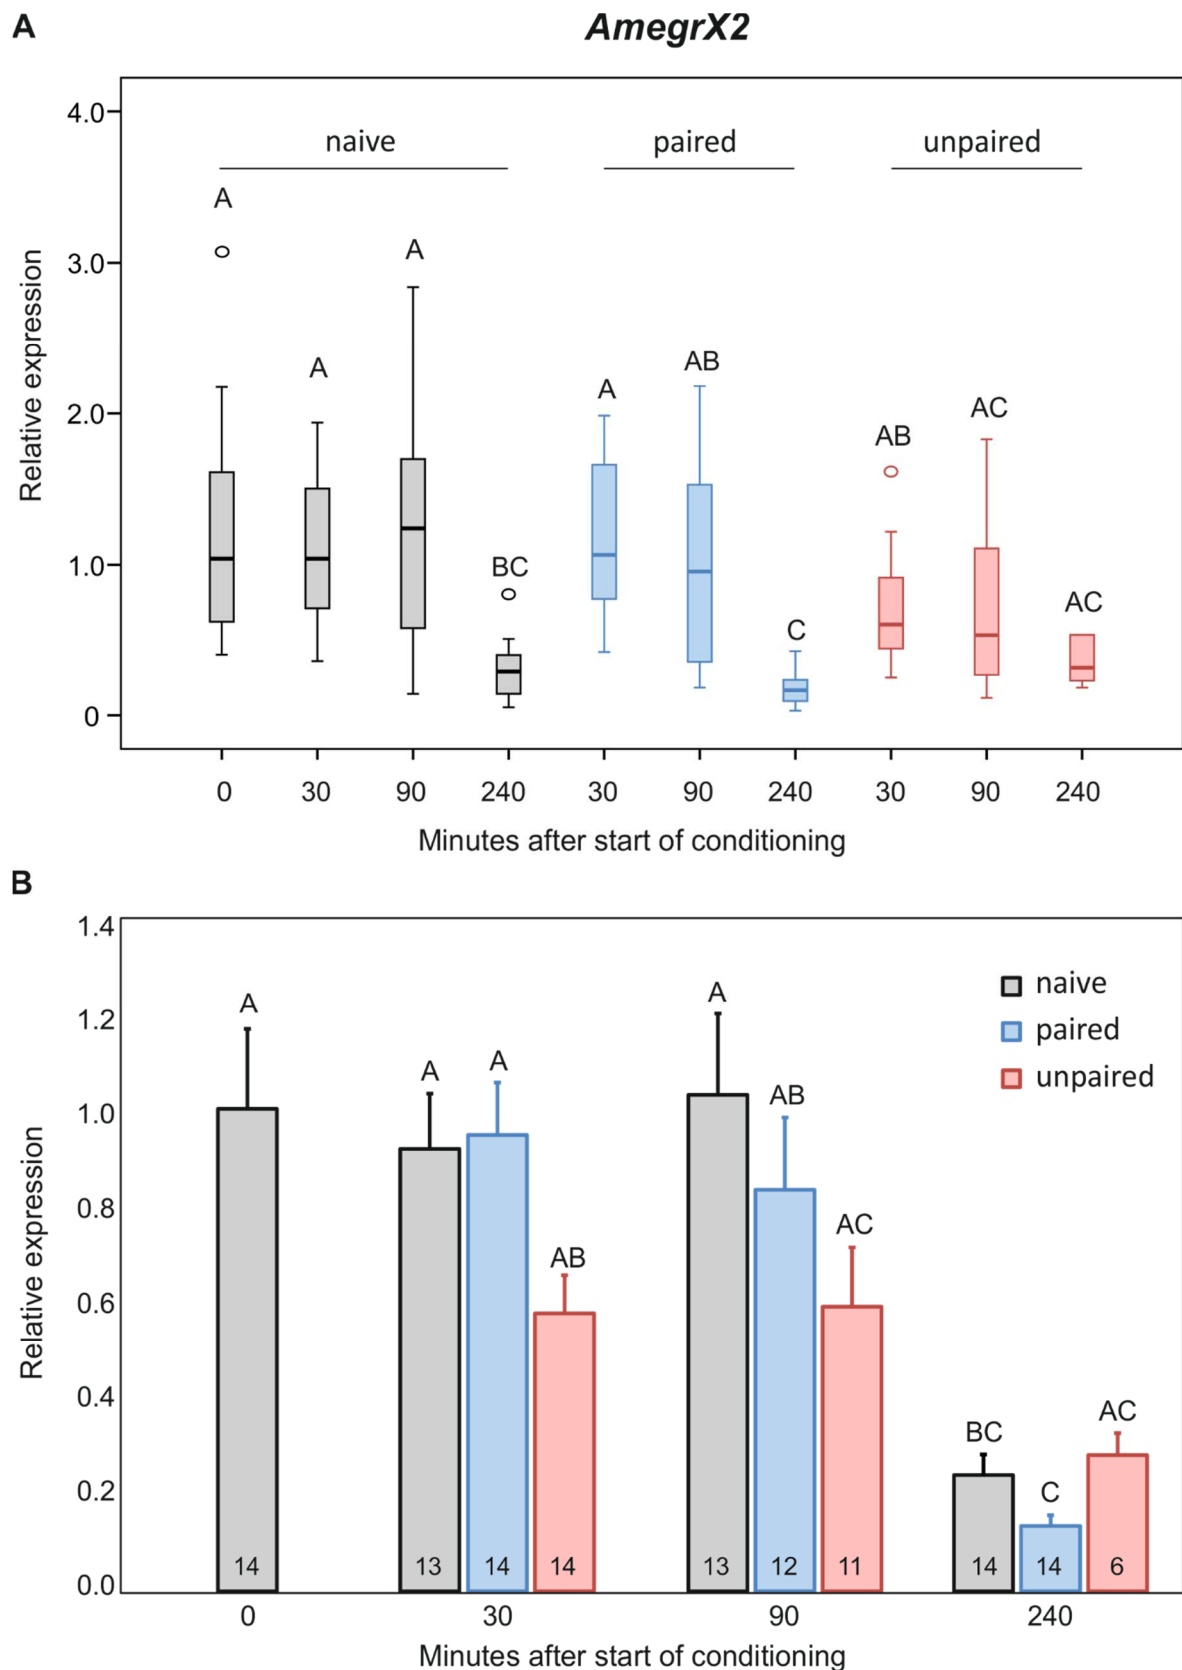 A
AmegrX2
4.0
3.0
2.0
1.0
0
Relative expression
naive paired unpaired
A A A BC A AB C AB AC AC
0 30 90 240 30 90 240 30 90 240
Minutes after start of conditioning
B
1.4
1.2
1.0
0.8
0.6
0.4
0.2
0.0
Relative expression
naive
paired
unpaired
A A A AB A AB AC BC C AC
14 13 14 14 13 12 11 14 14 6
0 30 90 240
Minutes after start of conditioning